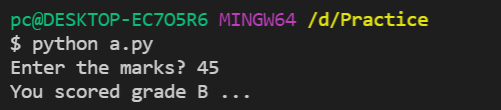 pc@DESKTOP-EC7O5R6 MINGW64 /d/Practice
$ python a.py
Enter the marks? 45
You scored grade B ...